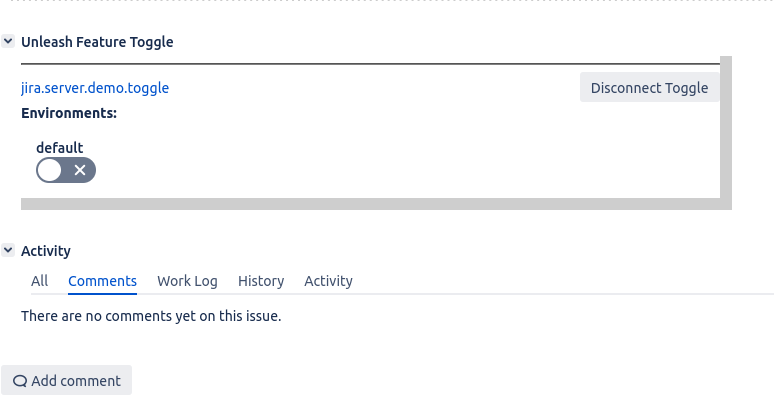 Unleash Feature Toggle
jira.server.demo.toggle
Disconnect Toggle
Environments:
default
Activity
All Comments Work Log History Activity
There are no comments yet on this issue.
Add comment